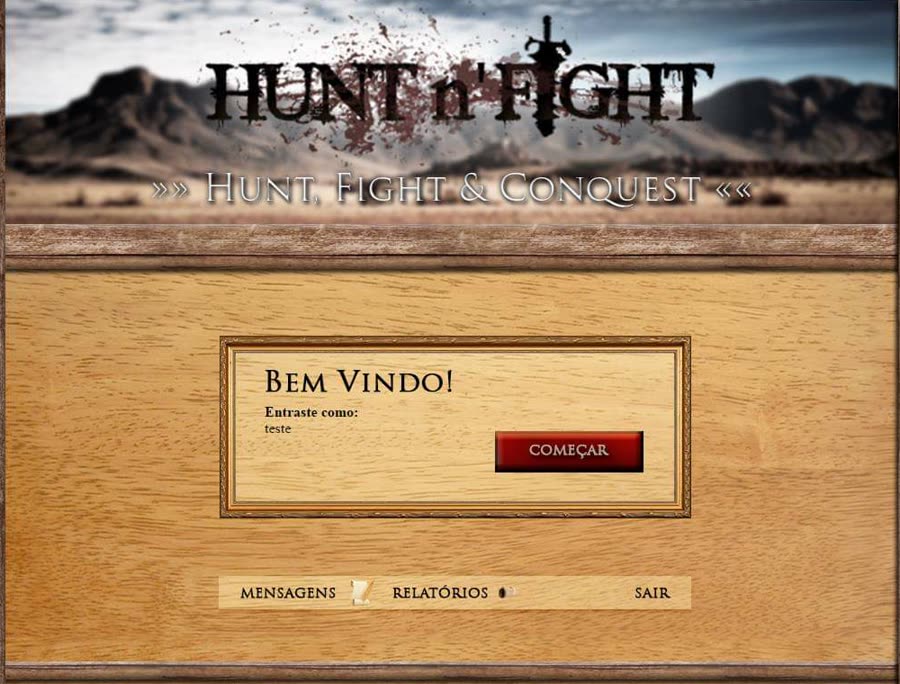 HUNT n' FIGHT
»» Hunt, Fight & Conquest ««
Bem Vindo!
Entraste como:
teste
COMEÇAR
MENSAGENS RELATÓRIOS SAIR